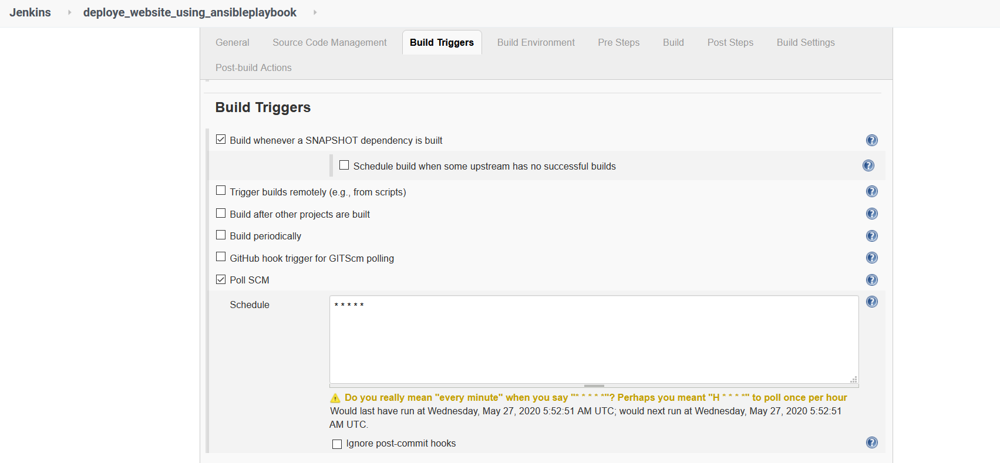 Jenkins deploye_website_using_ansibleplaybook
General Source Code Management Build Triggers Build Environment Pre Steps Build Post Steps Build Settings
Post-build Actions
Build Triggers
Build whenever a SNAPSHOT dependency is built
Schedule build when some upstream has no successful builds
Trigger builds remotely (e.g., from scripts)
Build after other projects are built
Build periodically
GitHub hook trigger for GITScm polling
Poll SCM
Schedule * * * * *
Do you really mean "every minute" when you say "* * * * *"? Perhaps you meant "H * * * *" to poll once per hour
Would last have run at Wednesday, May 27, 2020 5:52:51 AM UTC; would next run at Wednesday, May 27, 2020 5:52:51
AM UTC.
Ignore post-commit hooks